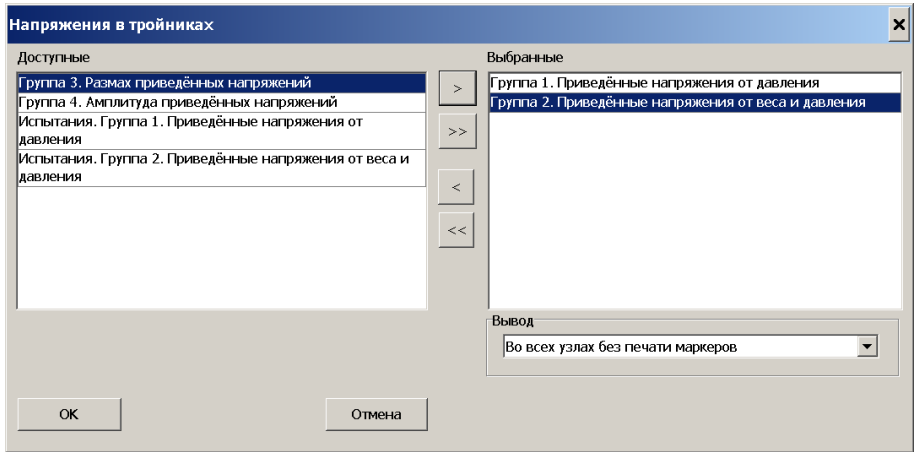 Напряжения в тройниках
Доступные
Выбранные
Группа 3. Размах приведённых напряжений
Группа 4. Амплитуда приведённых напряжений
Испытания. Группа 1. Приведённые напряжения от
давления
Испытания. Группа 2. Приведённые напряжения от веса и
давления
>
>>
<
<<
Группа 1. Приведённые напряжения от давления
Группа 2. Приведённые напряжения от веса и давления
Вывод
Во всех узлах без печати маркеров
OK
Отмена